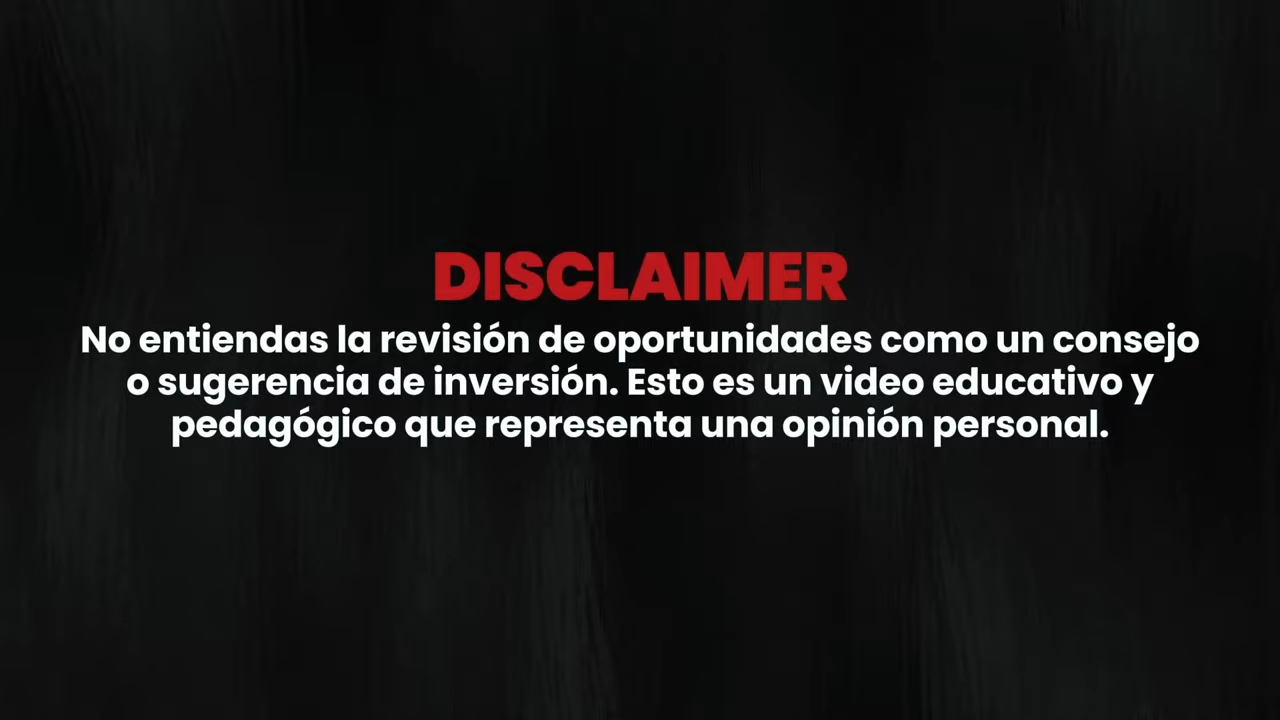 DISCLAIMER
No entiendas la revisión de oportunidades como un consejo
o sugerencia de inversión. Esto es un video educativo y
pedagógico que representa una opinión personal.